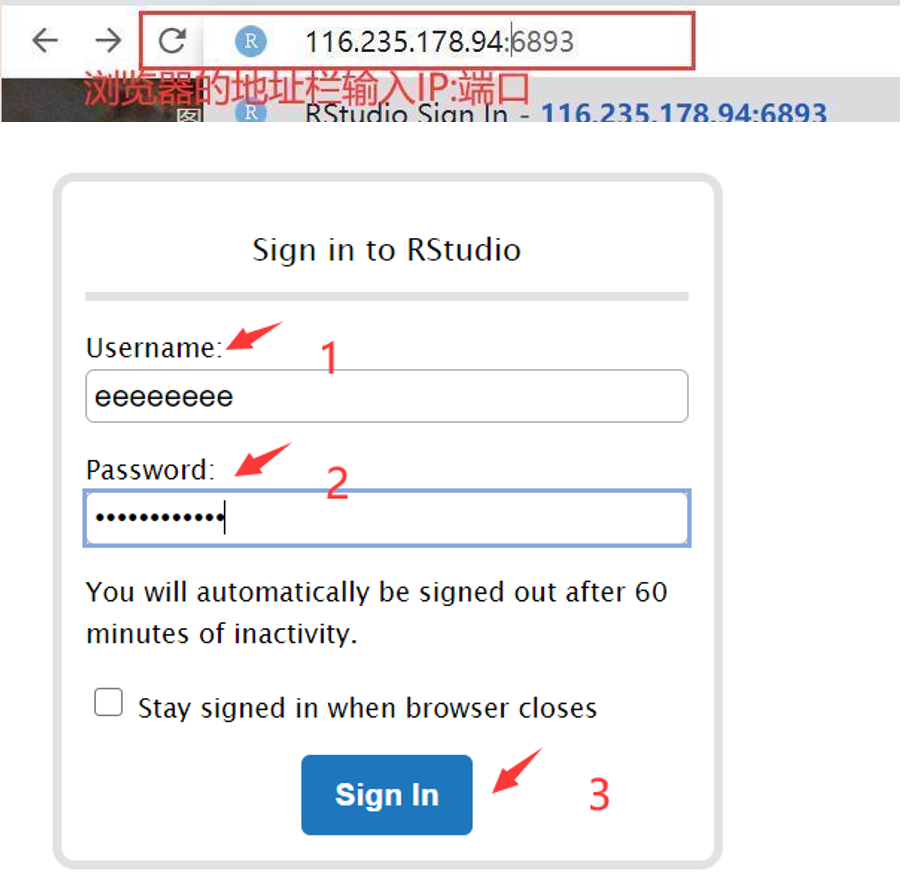 R 116.235.178.94:6893
浏览器的地址栏输入IP:端口
图 R RStudio Sign In - 116.235.178.94:6893
Sign in to RStudio
Username: 1
eeeeeeee
Password: 2
••••••••••••
You will automatically be signed out after 60
minutes of inactivity.
Stay signed in when browser closes
Sign In 3